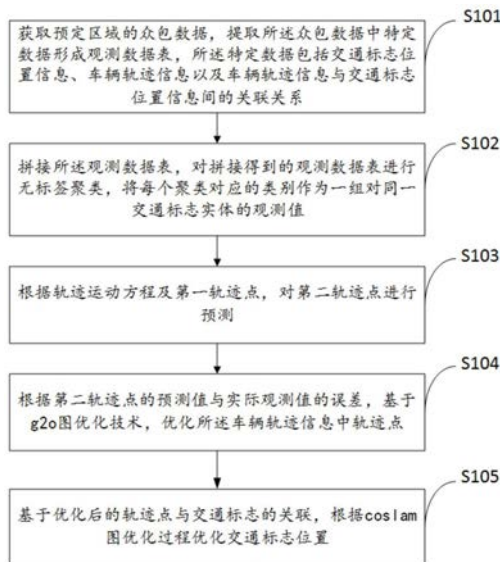 S101
获取预定区域的众包数据，提取所述众包数据中特定
数据形成观测数据表，所述特定数据包括交通标志位
置信息、车辆轨迹信息以及车辆轨迹信息与交通标志
位置信息间的关联关系
S102
拼接所述观测数据表，对拼接得到的观测数据表进行
无标签聚类，将每个聚类对应的类别作为一组对同一
交通标志实体的观测值
S103
根据轨迹运动方程及第一轨迹点，对第二轨迹点进行
预测
S104
根据第二轨迹点的预测值与实际观测值的误差，基于
g2o图优化技术，优化所述车辆轨迹信息中轨迹点
S105
基于优化后的轨迹点与交通标志的关联，根据coslam
图优化过程优化交通标志位置